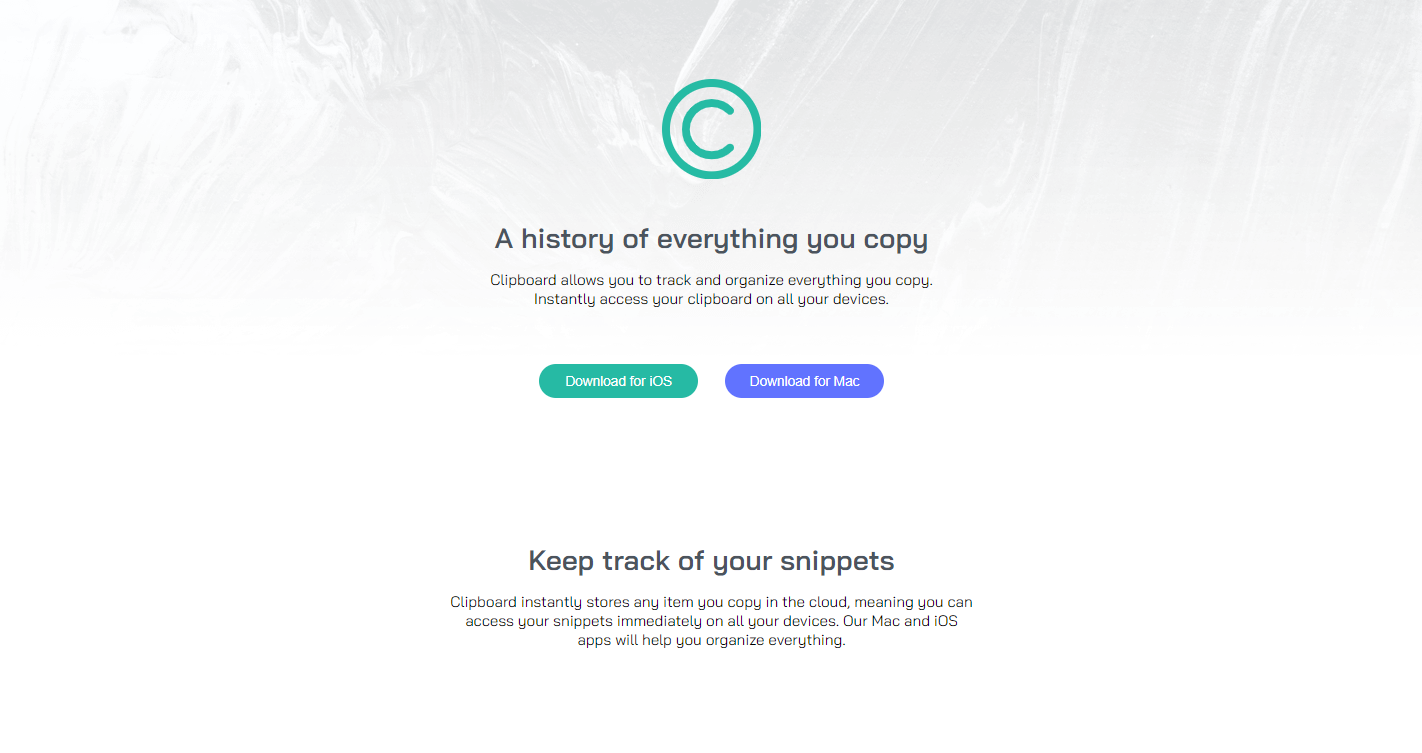 A history of everything you copy
Clipboard allows you to track and organize everything you copy.
Instantly access your clipboard on all your devices.
Download for iOS
Download for Mac
Keep track of your snippets
Clipboard instantly stores any item you copy in the cloud, meaning you can
access your snippets immediately on all your devices. Our Mac and iOS
apps will help you organize everything.